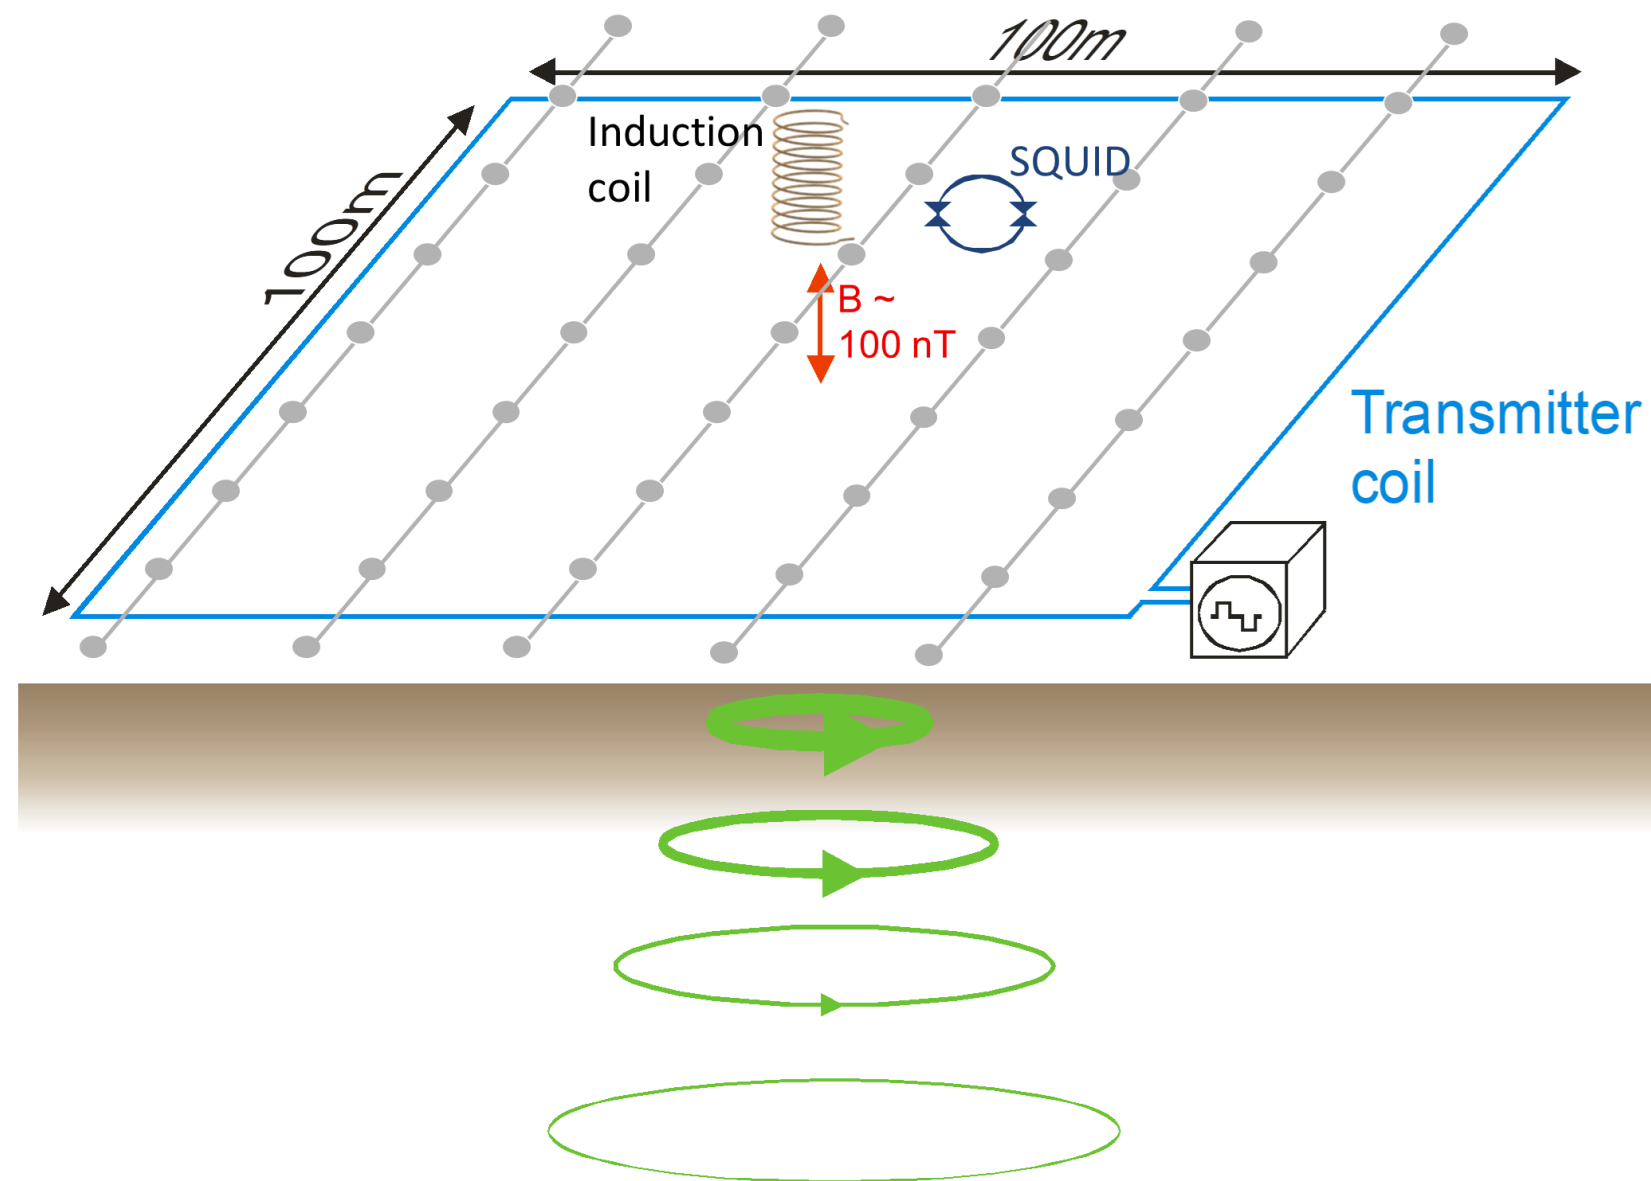 100m
100m
Induction
coil
SQUID
B ~
100 nT
Transmitter
coil